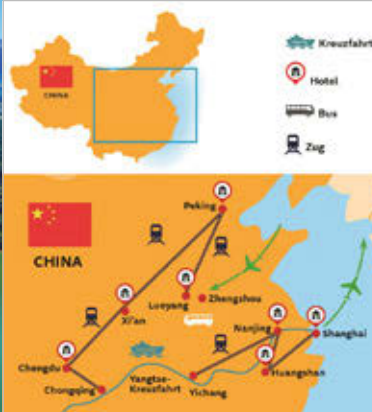 Kreuzfahrt
CHINA
Hotel
Bus
Zug
Peking
CHINA
Luoyang
Zhengzhou
Xi'an
Nanjing
Shanghai
Chengdu
Huangshan
Chongqing
Yangtze-
Kreuzfahrt
Yichang